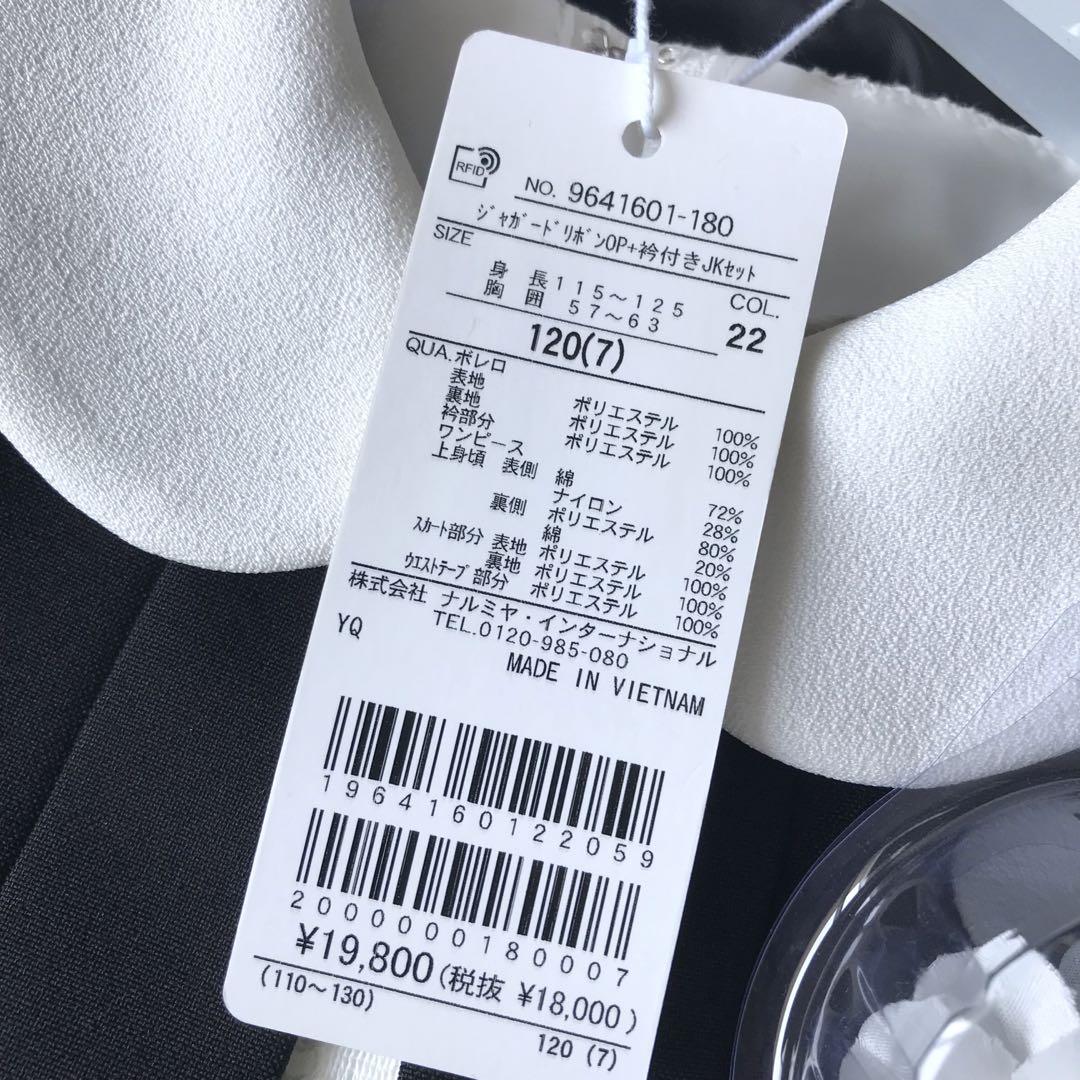 RFID
NO. 9641601-180
ジャガードリボンOP+衿付きJKセット
SIZE
身 長 115～125
胸 囲 57～63
COL.
120(7)
22
QUA.ボレロ
表地 ポリエステル 100%
裏地 ポリエステル 100%
衿部分 ポリエステル 100%
ワンピース
上身頃 表側 綿 72%
ナイロン 28%
裏側 ポリエステル 80%
綿 20%
スカート部分 表地 ポリエステル 100%
裏地 ポリエステル 100%
ウエストテープ部分 ポリエステル 100%
株式会社 ナルミヤ・インターナショナル
TEL.0120-985-080
YQ
MADE IN VIETNAM
1964160122059
2000000180007
¥19,800(税抜 ¥18,000)
(110～130)
120 (7)